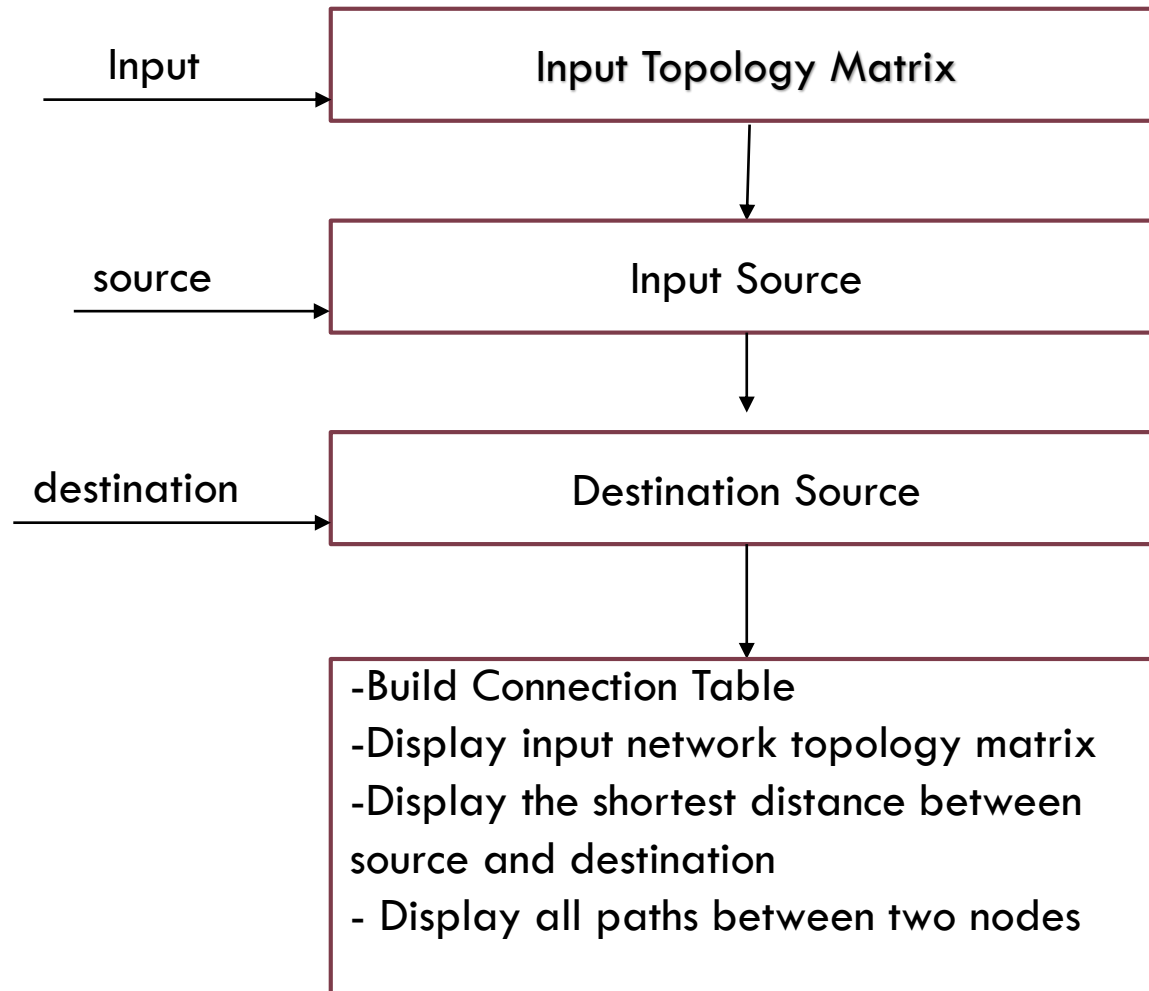 Input
Input Topology Matrix
source
Input Source
destination
Destination Source
-Build Connection Table
-Display input network topology matrix
-Display the shortest distance between
source and destination
- Display all paths between two nodes